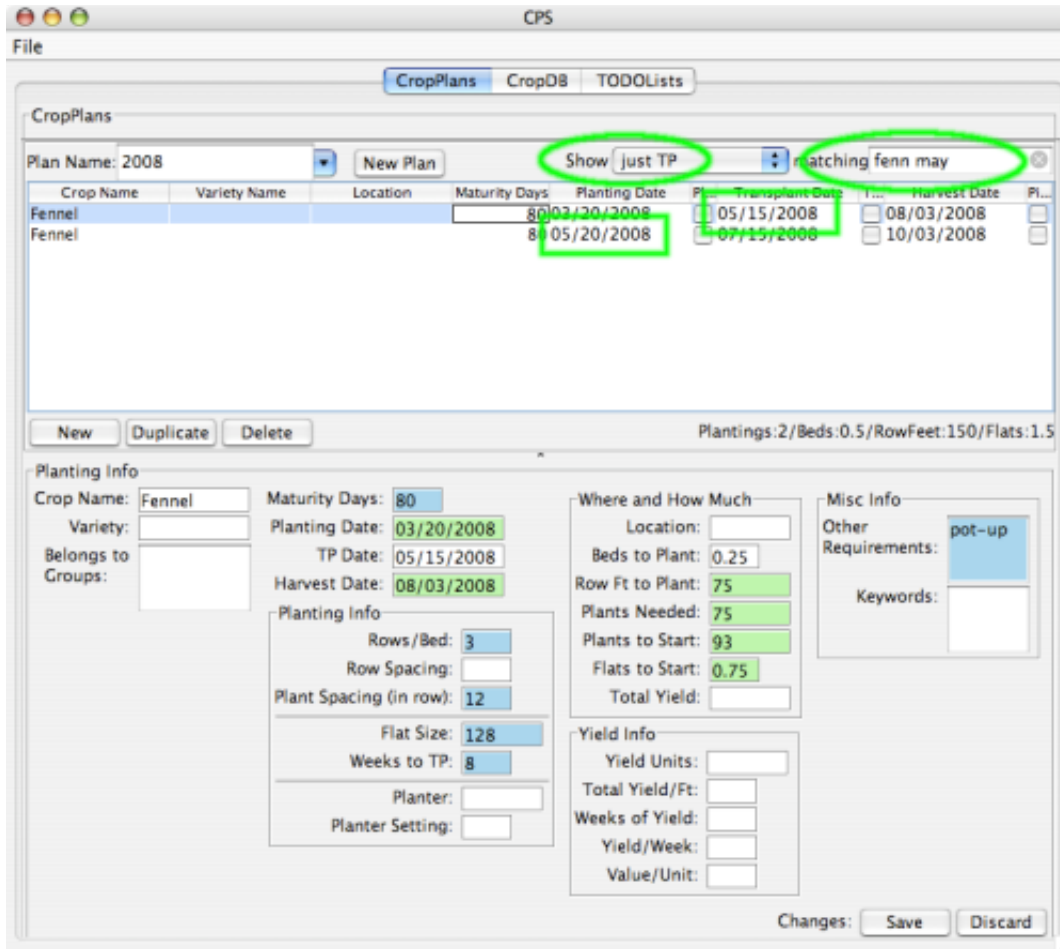 CPS
File
CropPlans CropDB TODOLists
CropPlans
Plan Name: 2008 New Plan Show just TP matching fenn may
Crop Name Variety Name Location Maturity Days Planting Date Pl... Transplant Date T... Harvest Date Pl...
Fennel 80 03/20/2008 05/15/2008 08/03/2008
Fennel 80 05/20/2008 07/15/2008 10/03/2008
New Duplicate Delete Plantings:2/Beds:0.5/RowFeet:150/Flats:1.5
Planting Info
Crop Name: Fennel
Variety:
Belongs to
Groups:
Maturity Days: 80
Planting Date: 03/20/2008
TP Date: 05/15/2008
Harvest Date: 08/03/2008
Planting Info
Rows/Bed: 3
Row Spacing:
Plant Spacing (in row): 12
Flat Size: 128
Weeks to TP: 8
Planter:
Planter Setting:
Where and How Much
Location:
Beds to Plant: 0.25
Row Ft to Plant: 75
Plants Needed: 75
Plants to Start: 93
Flats to Start: 0.75
Total Yield:
Yield Info
Yield Units:
Total Yield/Ft:
Weeks of Yield:
Yield/Week:
Value/Unit:
Misc Info
Other
Requirements: pot-up
Keywords:
Changes: Save Discard